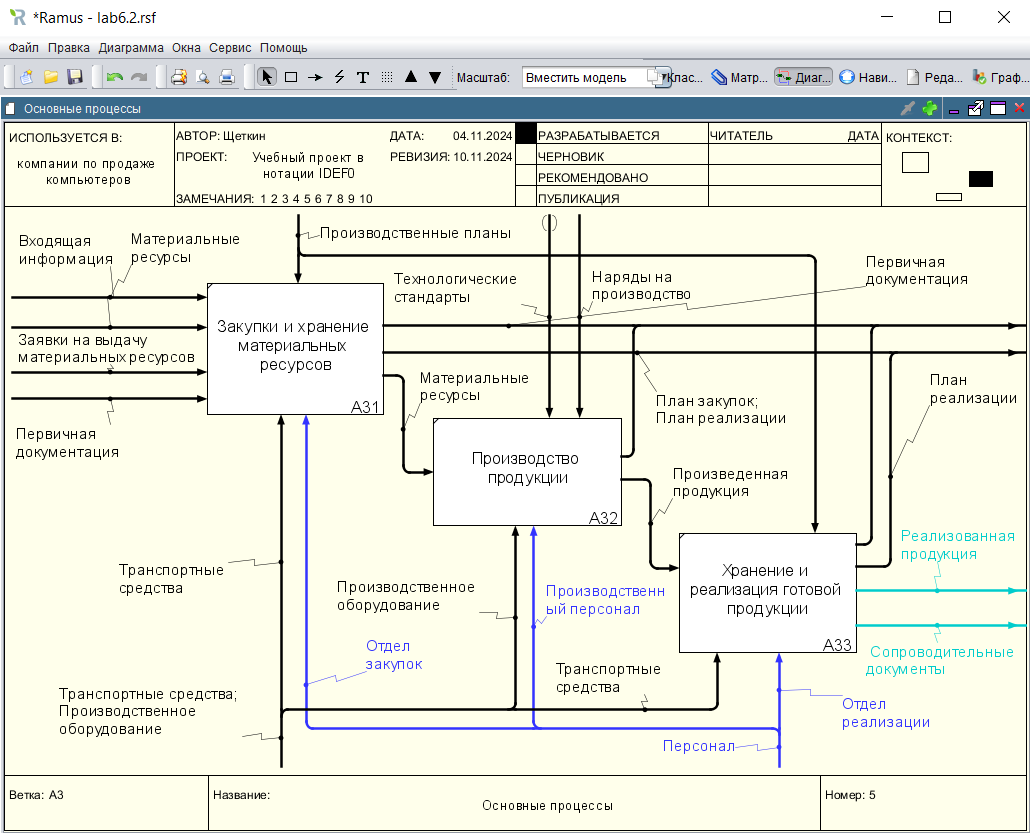 *Ramus - lab6.2.rsf
Файл Правка Диаграмма Окна Сервис Помощь
Масштаб: Вместить модель Клас... Матр... Диаг... Нави... Реда... Граф...
Основные процессы
ИСПОЛЬЗУЕТСЯ В:
компании по продаже
компьютеров
АВТОР: Щеткин
ДАТА: 04.11.2024
ПРОЕКТ: Учебный проект в
нотации IDEF0
РЕВИЗИЯ: 10.11.2024
ЗАМЕЧАНИЯ: 1 2 3 4 5 6 7 8 9 10
РАЗРАБАТЫВАЕТСЯ
ЧЕРНОВИК
РЕКОМЕНДОВАНО
ПУБЛИКАЦИЯ
ЧИТАТЕЛЬ ДАТА
КОНТЕКСТ:
Входящая
информация
Материальные
ресурсы
Производственные планы
Технологические
стандарты
Наряды на
производство
Первичная
документация
Закупки и хранение
материальных
ресурсов
A31
Заявки на выдачу
материальных ресурсов
Первичная
документация
Материальные
ресурсы
План закупок;
План реализации
План
реализации
Производство
продукции
A32
Произведенная
продукция
Реализованная
продукция
Хранение и
реализация готовой
продукции
A33
Транспортные
средства
Производственное
оборудование
Производственн
ый персонал
Сопроводительные
документы
Отдел
закупок
Транспортные
средства
Транспортные средства;
Производственное
оборудование
Отдел
реализации
Персонал
Ветка: A3
Название:
Основные процессы
Номер: 5